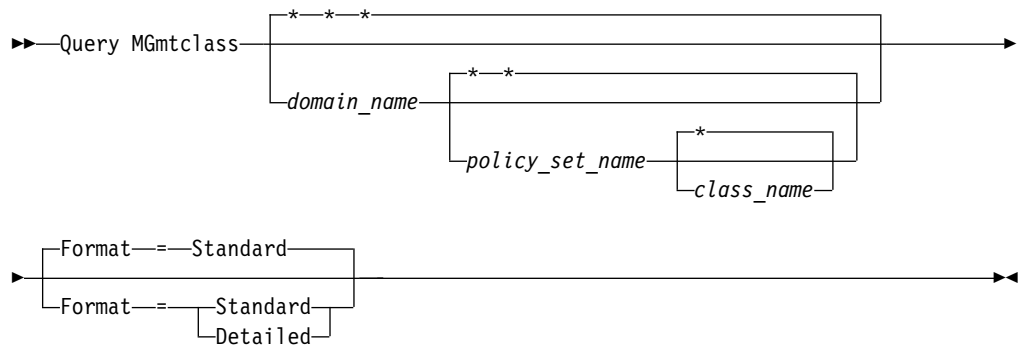 * * *
Query MGmtclass
* *
domain_name
*
policy_set_name
class_name
Format = Standard
Format = Standard
Detailed